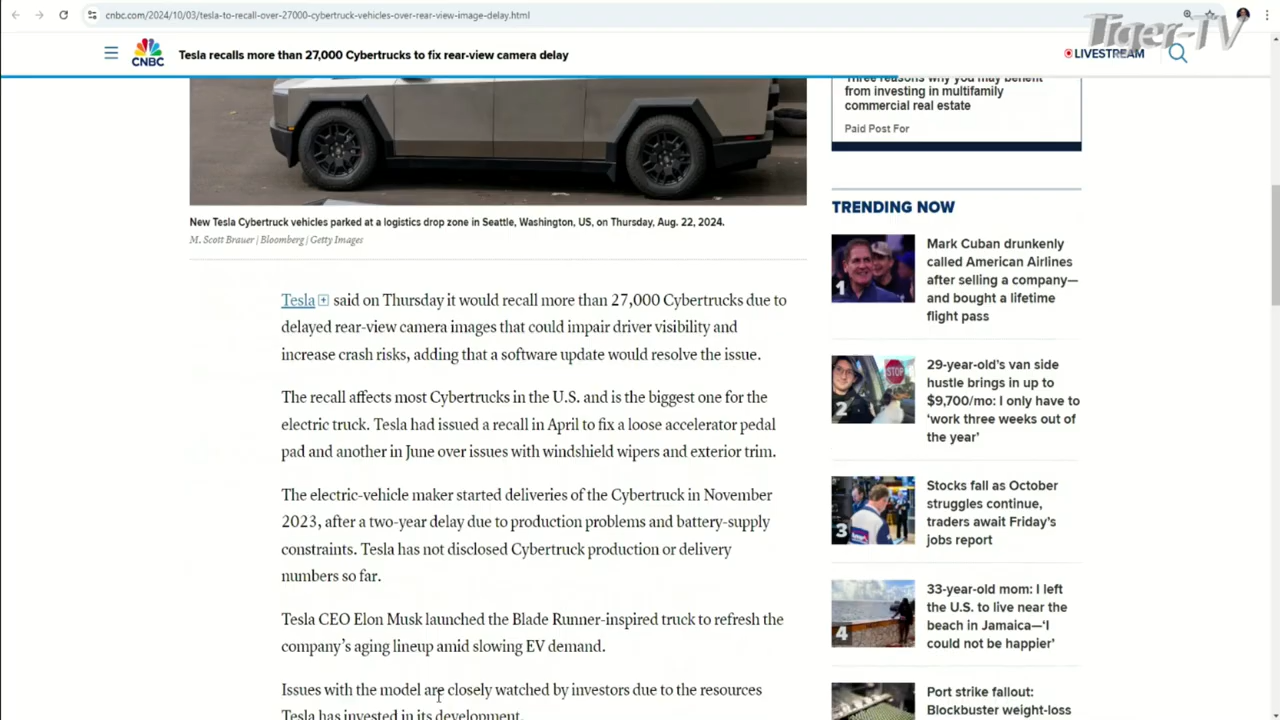 cnbc.com/2024/10/03/tesla-to-recall-over-27000-cybertruck-vehicles-over-rear-view-image-delay.html
Tiger-TV
CNBC
Tesla recalls more than 27,000 Cybertrucks to fix rear-view camera delay
LIVESTREAM
New Tesla Cybertruck vehicles parked at a logistics drop zone in Seattle, Washington, US, on Thursday, Aug. 22, 2024.
M. Scott Brauer | Bloomberg | Getty Images
Tesla said on Thursday it would recall more than 27,000 Cybertrucks due to
delayed rear-view camera images that could impair driver visibility and
increase crash risks, adding that a software update would resolve the issue.
The recall affects most Cybertrucks in the U.S. and is the biggest one for the
electric truck. Tesla had issued a recall in April to fix a loose accelerator pedal
pad and another in June over issues with windshield wipers and exterior trim.
The electric-vehicle maker started deliveries of the Cybertruck in November
2023, after a two-year delay due to production problems and battery-supply
constraints. Tesla has not disclosed Cybertruck production or delivery
numbers so far.
Tesla CEO Elon Musk launched the Blade Runner-inspired truck to refresh the
company's aging lineup amid slowing EV demand.
Issues with the model are closely watched by investors due to the resources
Tesla has invested in its development.
Three reasons why you may benefit
from investing in multifamily
commercial real estate
Paid Post For
TRENDING NOW
1
Mark Cuban drunkenly
called American Airlines
after selling a company—
and bought a lifetime
flight pass
STOP
2
29-year-old's van side
hustle brings in up to
$9,700/mo: I only have to
'work three weeks out of
the year'
3
Stocks fall as October
struggles continue,
traders await Friday's
jobs report
4
33-year-old mom: I left
the U.S. to live near the
beach in Jamaica—'I
could not be happier'
Port strike fallout:
Blockbuster weight-loss